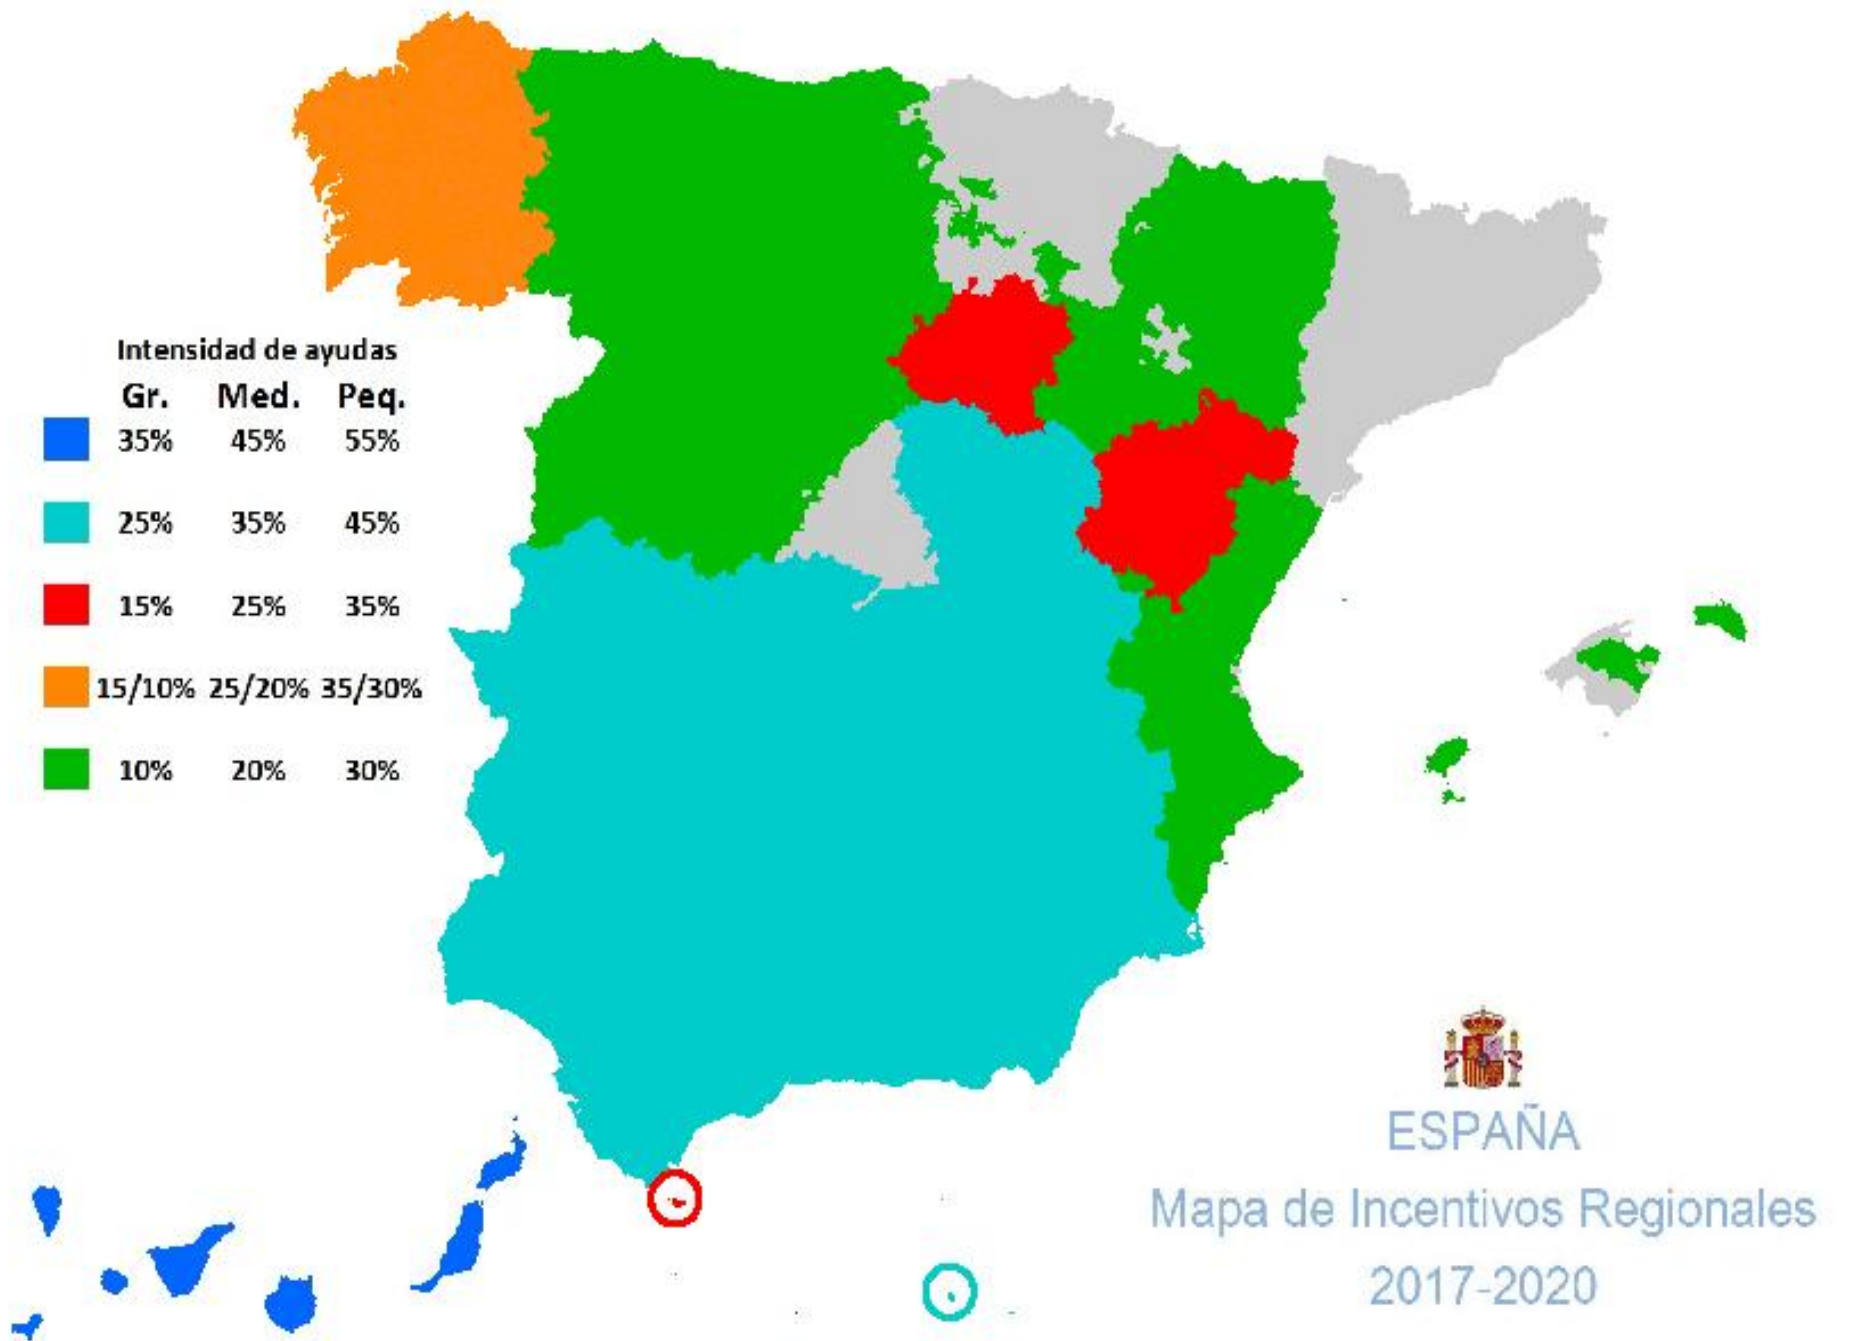 Intensidad de ayudas
Gr. Med. Peq.
35% 45% 55%
25% 35% 45%
15% 25% 35%
15/10% 25/20% 35/30%
10% 20% 30%
ESPAÑA
Mapa de Incentivos Regionales
2017-2020